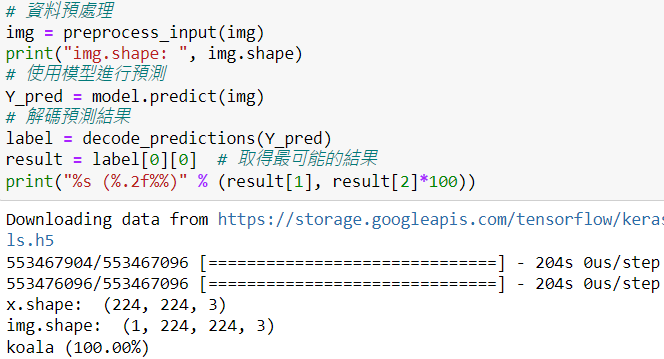 # 資料預處理
img = preprocess_input(img)
print("img.shape: ", img.shape)
# 使用模型進行預測
Y_pred = model.predict(img)
# 解碼預測結果
label = decode_predictions(Y_pred)
result = label[0][0]  # 取得最可能的結果
print("%s (%.2f%%)" % (result[1], result[2]*100))
Downloading data from https://storage.googleapis.com/tensorflow/keras
ls.h5
553467904/553467096 [==============================] - 204s 0us/step
553476096/553467096 [==============================] - 204s 0us/step
x.shape:  (224, 224, 3)
img.shape:  (1, 224, 224, 3)
koala (100.00%)